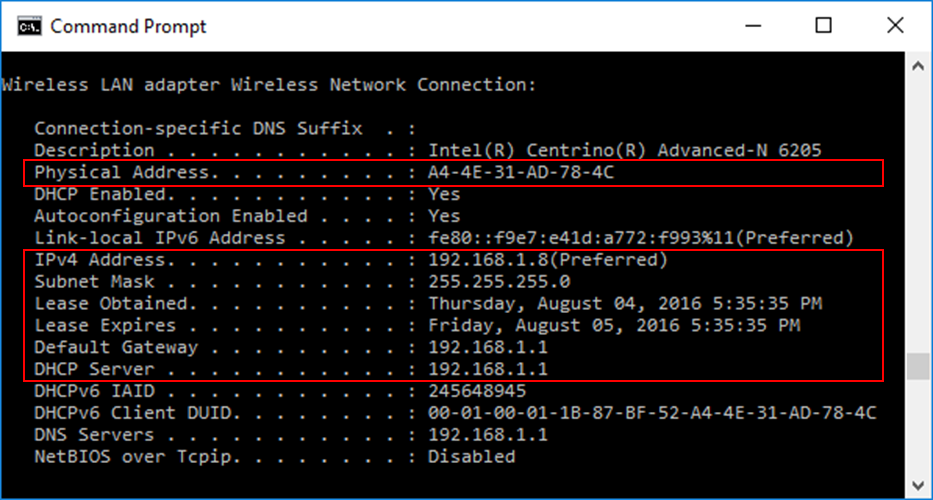 Command Prompt
Wireless LAN adapter Wireless Network Connection:
Connection-specific DNS Suffix  . :
Description . . . . . . . . . . . : Intel(R) Centrino(R) Advanced-N 6205
Physical Address. . . . . . . . . : A4-4E-31-AD-78-4C
DHCP Enabled. . . . . . . . . . . : Yes
Autoconfiguration Enabled . . . . : Yes
Link-local IPv6 Address . . . . . : fe80::f9e7:e41d:a772:f993%11(Preferred)
IPv4 Address. . . . . . . . . . . : 192.168.1.8(Preferred)
Subnet Mask . . . . . . . . . . . : 255.255.255.0
Lease Obtained. . . . . . . . . . : Thursday, August 04, 2016 5:35:35 PM
Lease Expires . . . . . . . . . . : Friday, August 05, 2016 5:35:35 PM
Default Gateway . . . . . . . . . : 192.168.1.1
DHCP Server . . . . . . . . . . . : 192.168.1.1
DHCPv6 IAID . . . . . . . . . . . : 245648945
DHCPv6 Client DUID. . . . . . . . : 00-01-00-01-1B-87-BF-52-A4-4E-31-AD-78-4C
DNS Servers . . . . . . . . . . . : 192.168.1.1
NetBIOS over Tcpip. . . . . . . . : Disabled